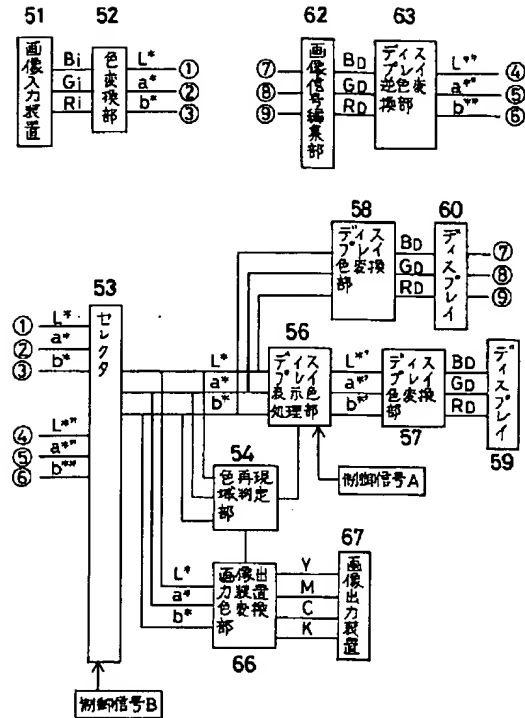 51
画像入力装置
Bi
Gi
Ri
52
色変換部
L*
a*
b*
①
②
③
62
⑦
⑧
⑨
画像信号編集部
BD
GD
RD
63
ディスプレイ色逆変換部
L*"
a*"
b*"
④
⑤
⑥
58
ディスプレイ色変換部
BD
GD
RD
60
ディスプレイ
⑦
⑧
⑨
53
① L*
② a*
③ b*
④ L*"
⑤ a*"
⑥ b*"
セレクタ
L*
a*
b*
56
ディスプレイ表示色処理部
L*'
a*'
b*'
ディスプレイ色変換部
57
BD
GD
RD
ディスプレイ
59
制御信号A
54
色再現域判定部
L*
a*
b*
画像出力装置色変換部
66
Y
M
C
K
67
画像出力装置
制御信号B